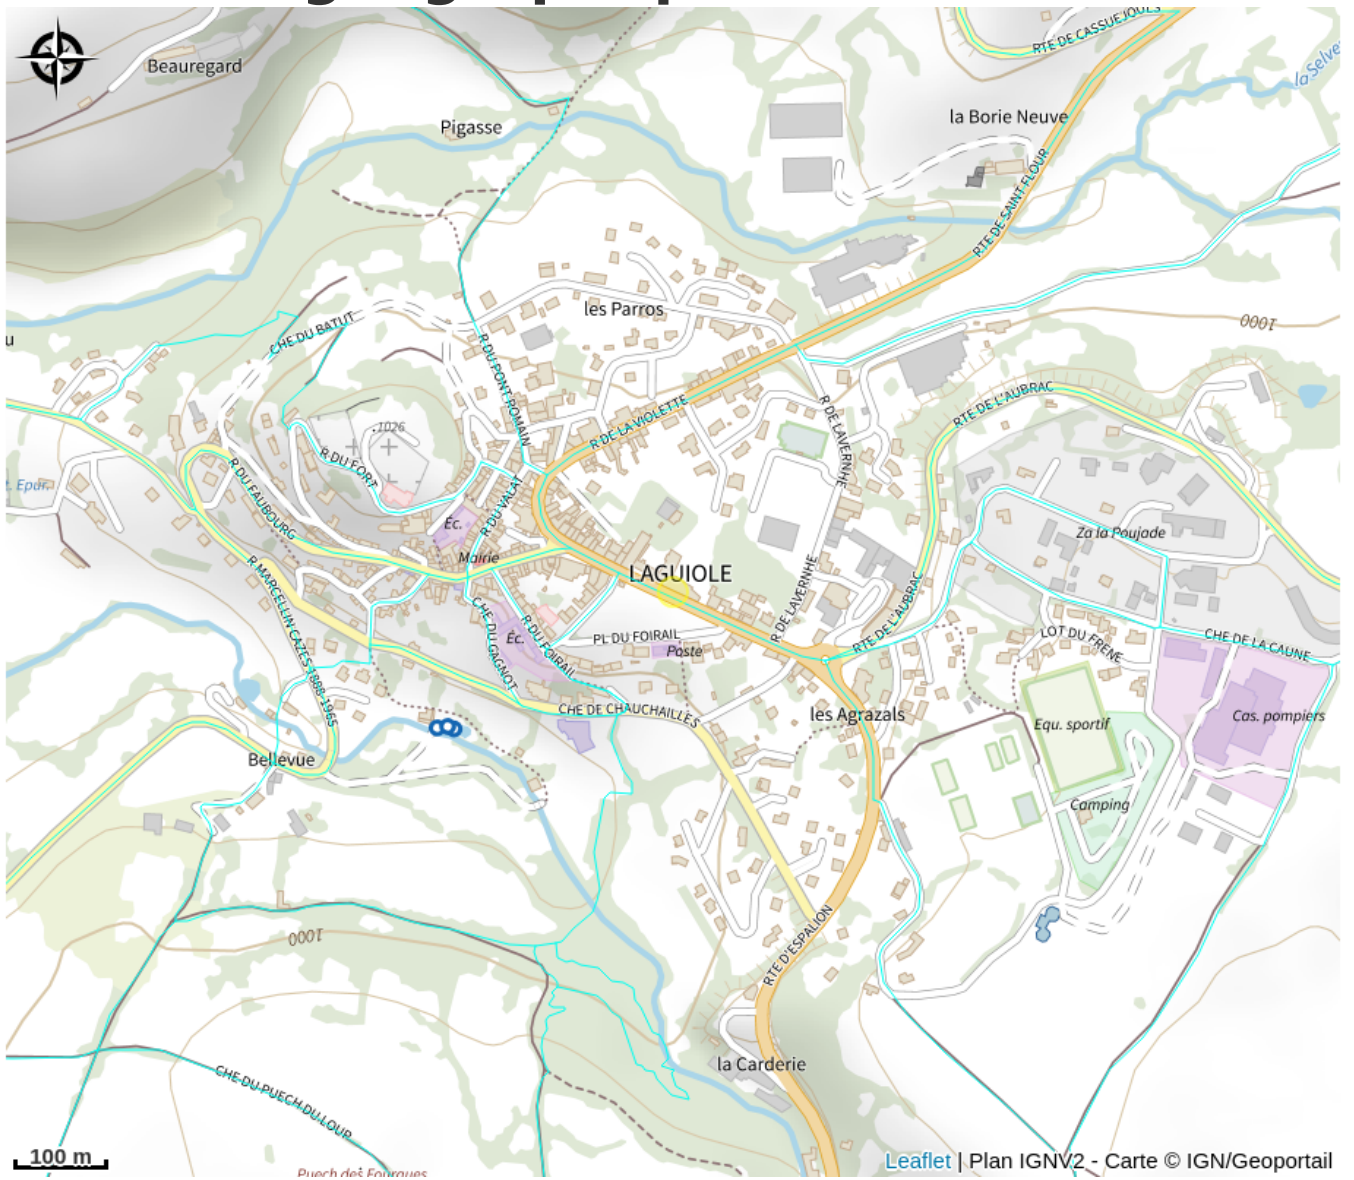 RTE DE CASSUEJOULS
la Selve
Beauregard
la Borie Neuve
Pigasse
RTE DE SAINT-FLOUR
les Parros
1000
CHE DU BATUT
R DU PONT ROMAIN
RTE DE L'AUBRAC
R DE LA VIOLETTE
R DE LAVERNHE
.1026
R DU FORT
R DU FAUBOURG
t. Epur.
R DU VALAT
Éc.
Za la Poujade
Mairie
LAGUIOLE
R MARCELLIN CAZES 1888-1965
R DE LAVERNHE
RTE DE L'AUBRAC
CHE DU GAGNOT
R DU FOIRAIL
Éc.
PL DU FOIRAIL
Poste
LOT DU FRENE
CHE DE LA CAUNE
CHE DE CHAUCHAILLES
les Agrazals
Equ. sportif
Cas. pompiers
Bellevue
Camping
1000
RTE D'ESPALION
la Carderie
CHE DU PUECH DU LOUP
100 m
Puech des Fourques
Leaflet | Plan IGNV2 - Carte © IGN/Geoportail